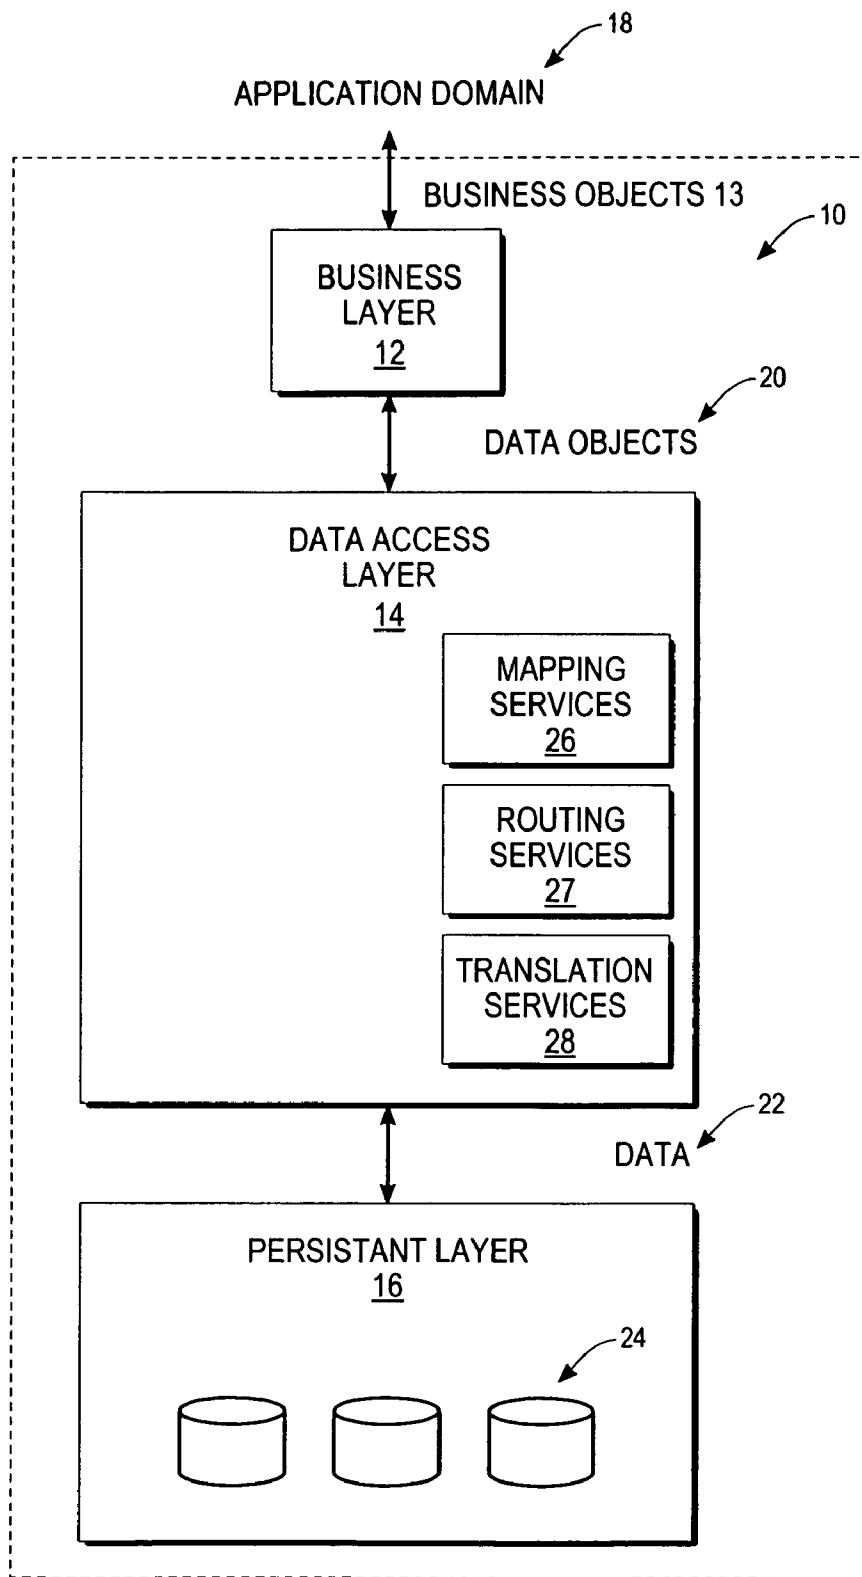 18
APPLICATION DOMAIN
BUSINESS OBJECTS 13
10
BUSINESS
LAYER
12
20
DATA OBJECTS
DATA ACCESS
LAYER
14
MAPPING
SERVICES
26
ROUTING
SERVICES
27
TRANSLATION
SERVICES
28
22
DATA
PERSISTANT LAYER
16
24